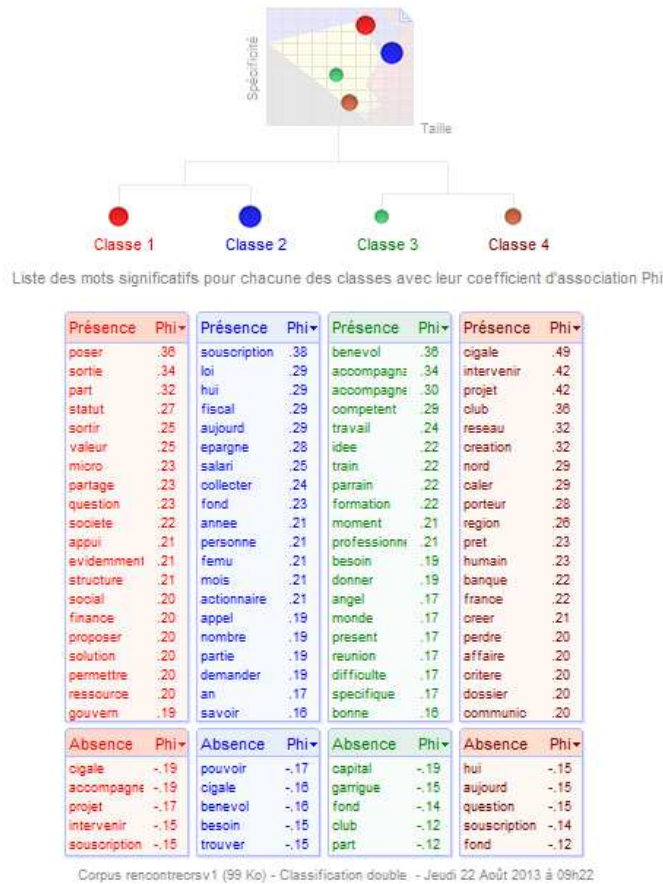 Spécificité
Taille
Classe 1 Classe 2 Classe 3 Classe 4
Liste des mots significatifs pour chacune des classes avec leur coefficient d'association Phi
Présence Phi Présence Phi Présence Phi Présence Phi
poser .36 souscription .38 benevol .36 cigale .49
sortie .34 loi .29 accompagna .34 intervenir .42
part .32 hui .29 accompagne .30 projet .42
statut .27 fiscal .29 competent .29 club .36
sortir .25 aujourd .29 travail .24 reseau .32
valeur .25 epargne .28 idee .22 creation .32
micro .23 salari .25 train .22 nord .29
partage .23 collecter .24 parrain .22 caler .29
question .23 fond .23 formation .22 porteur .28
societe .22 annee .21 moment .21 region .26
appui .21 personne .21 professionne .21 pret .23
evidemment .21 femu .21 besoin .19 humain .23
structure .21 mois .21 donner .19 banque .22
social .20 actionnaire .21 angel .17 france .22
finance .20 appel .19 monde .17 creer .21
proposer .20 nombre .19 present .17 perdre .20
solution .20 partie .19 reunion .17 affaire .20
permettre .20 demander .19 difficulte .17 critere .20
ressource .20 an .17 specifique .17 dossier .20
gouvern .19 savoir .16 bonne .16 communic .20
Absence Phi Absence Phi Absence Phi Absence Phi
cigale -.19 pouvoir -.17 capital -.19 hui -.15
accompagne -.19 cigale -.16 garrigue -.15 aujourd -.15
projet -.17 benevol -.16 fond -.14 question -.15
intervenir -.15 besoin -.15 club -.12 souscription -.14
souscription -.15 trouver -.15 part -.12 fond -.12
Corpus rencontrecrsv1 (99 Ko) - Classification double - Jeudi 22 Août 2013 à 09h22